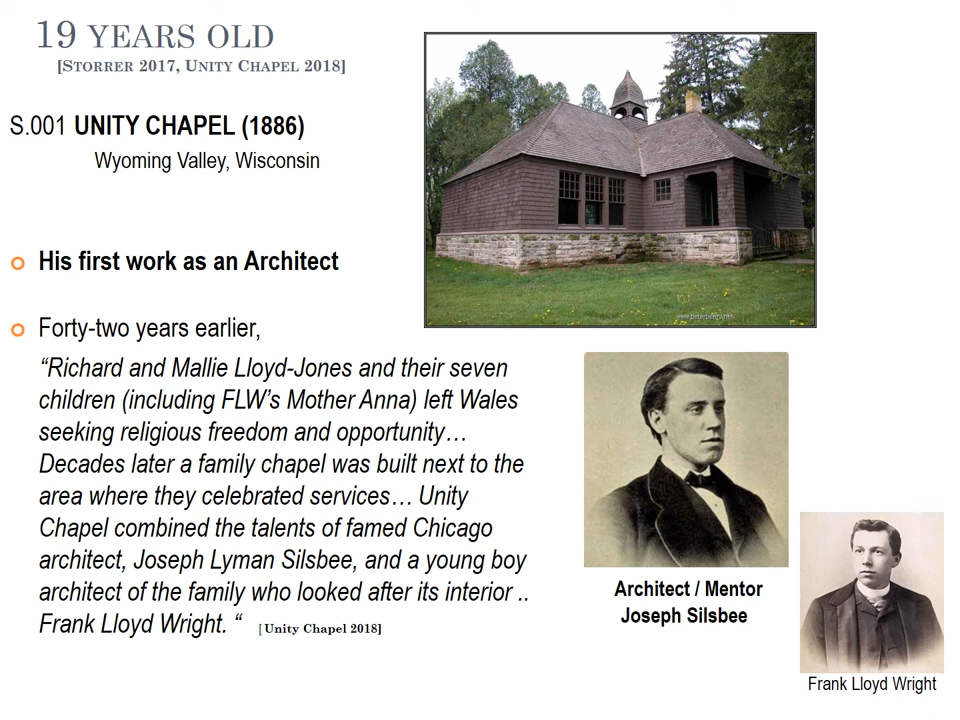 19 YEARS OLD
[STORRER 2017, UNITY CHAPEL 2018]
S.001 UNITY CHAPEL (1886)
Wyoming Valley, Wisconsin
His first work as an Architect
Forty-two years earlier,
“Richard and Mallie Lloyd-Jones and their seven
children (including FLW’s Mother Anna) left Wales
seeking religious freedom and opportunity…
Decades later a family chapel was built next to the
area where they celebrated services… Unity
Chapel combined the talents of famed Chicago
architect, Joseph Lyman Silsbee, and a young boy
architect of the family who looked after its interior ..
Frank Lloyd Wright. “ [Unity Chapel 2018]
Architect / Mentor
Joseph Silsbee
Frank Lloyd Wright